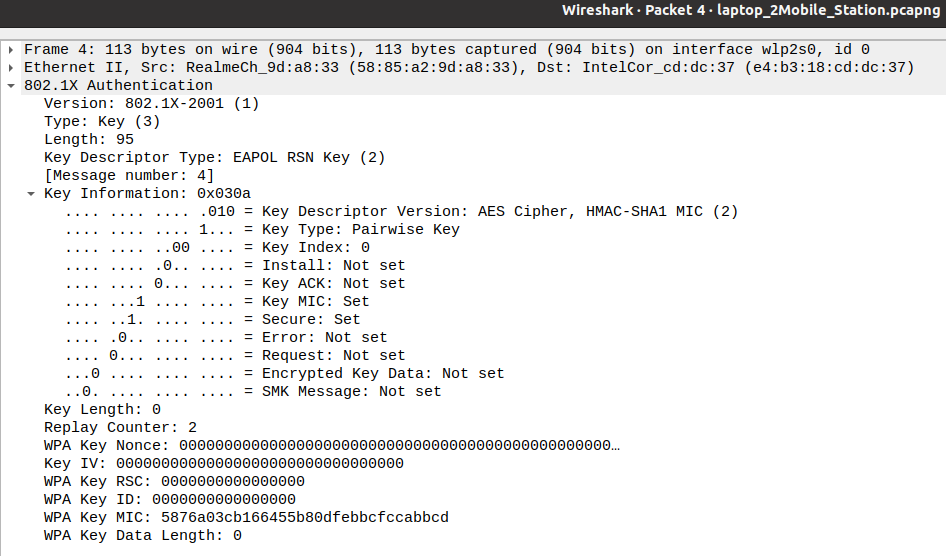 Wireshark · Packet 4 · laptop_2Mobile_Station.pcapng
Frame 4: 113 bytes on wire (904 bits), 113 bytes captured (904 bits) on interface wlp2s0, id 0
Ethernet II, Src: RealmeCh_9d:a8:33 (58:85:a2:9d:a8:33), Dst: IntelCor_cd:dc:37 (e4:b3:18:cd:dc:37)
802.1X Authentication
Version: 802.1X-2001 (1)
Type: Key (3)
Length: 95
Key Descriptor Type: EAPOL RSN Key (2)
[Message number: 4]
Key Information: 0x030a
.... .... .... .010 = Key Descriptor Version: AES Cipher, HMAC-SHA1 MIC (2)
.... .... .... 1... = Key Type: Pairwise Key
.... .... ..00 .... = Key Index: 0
.... .... .0.. .... = Install: Not set
.... .... 0... .... = Key ACK: Not set
.... ...1 .... .... = Key MIC: Set
.... ..1. .... .... = Secure: Set
.... .0.. .... .... = Error: Not set
.... 0... .... .... = Request: Not set
...0 .... .... .... = Encrypted Key Data: Not set
..0. .... .... .... = SMK Message: Not set
Key Length: 0
Replay Counter: 2
WPA Key Nonce: 000000000000000000000000000000000000000000000000…
Key IV: 00000000000000000000000000000000
WPA Key RSC: 0000000000000000
WPA Key ID: 0000000000000000
WPA Key MIC: 5876a03cb166455b80dfebbcfccabbcd
WPA Key Data Length: 0